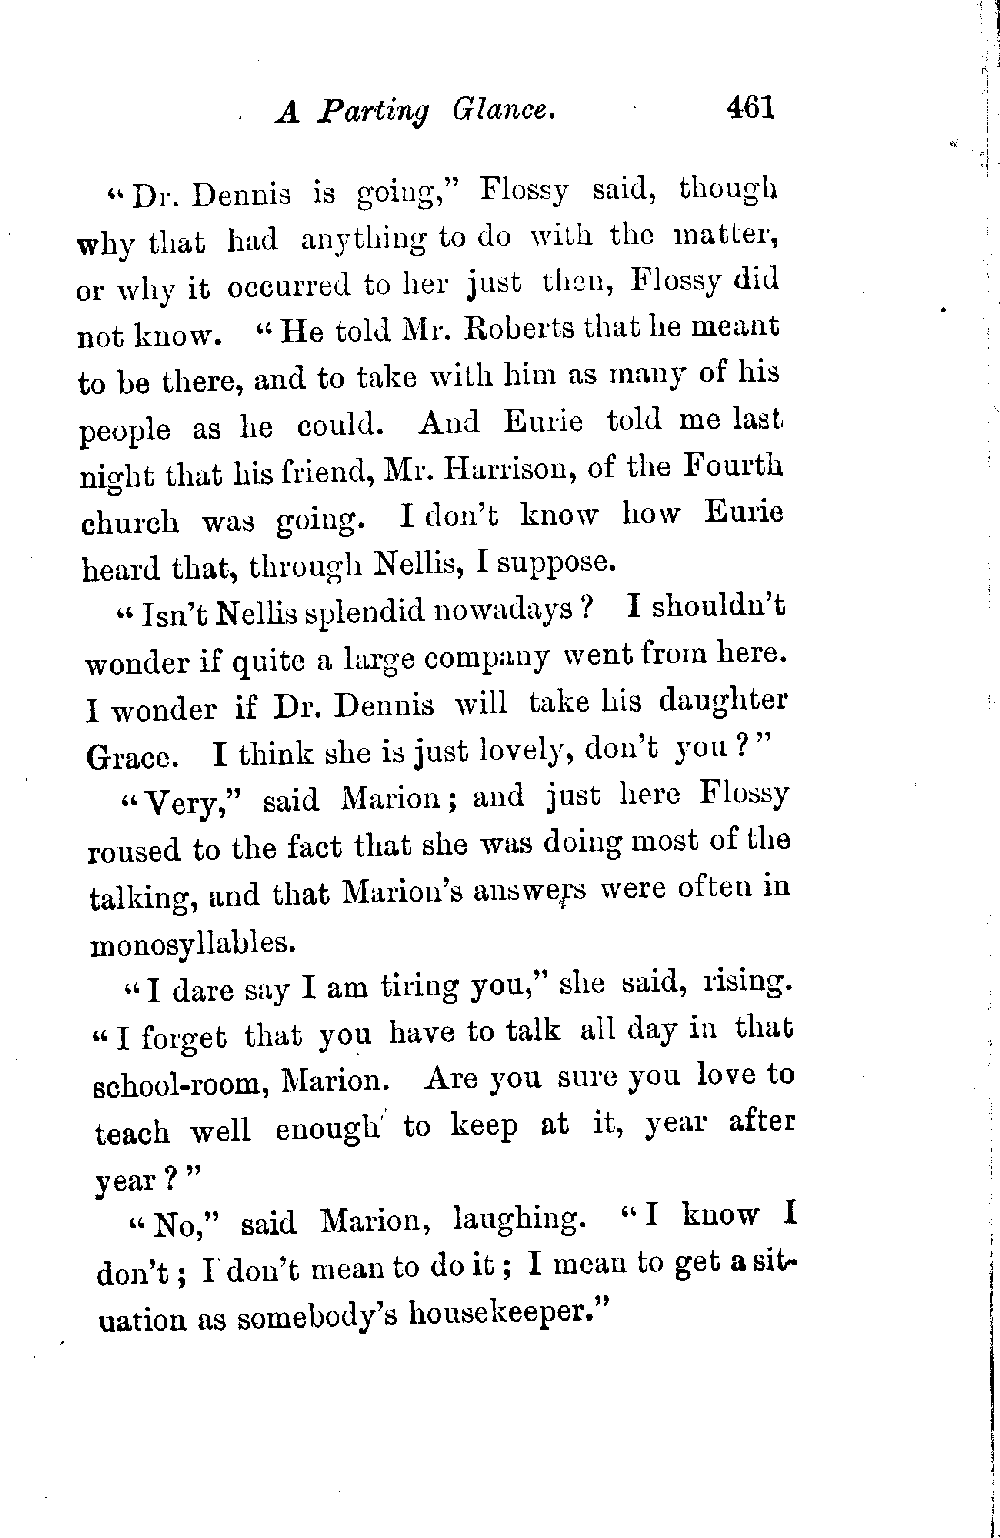 A Parting Glance. 461
“Dr. Dennis is going,” Flossy said, though
why that had anything to do with the matter,
or why it occurred to her just then, Flossy did
not know. “He told Mr. Roberts that he meant
to be there, and to take with him as many of his
people as he could. And Eurie told me last
night that his friend, Mr. Harrison, of the Fourth
church was going. I don’t know how Eurie
heard that, through Nellis, I suppose.
“Isn’t Nellis splendid nowadays? I shouldn’t
wonder if quite a large company went from here.
I wonder if Dr. Dennis will take his daughter
Grace. I think she is just lovely, don’t you?”
“Very,” said Marion; and just here Flossy
roused to the fact that she was doing most of the
talking, and that Marion’s answers were often in
monosyllables.
“I dare say I am tiring you,” she said, rising.
“I forget that you have to talk all day in that
school-room, Marion. Are you sure you love to
teach well enough to keep at it, year after
year?”
“No,” said Marion, laughing. “I know I
don’t; I don’t mean to do it; I mean to get a sit-
uation as somebody’s housekeeper.”